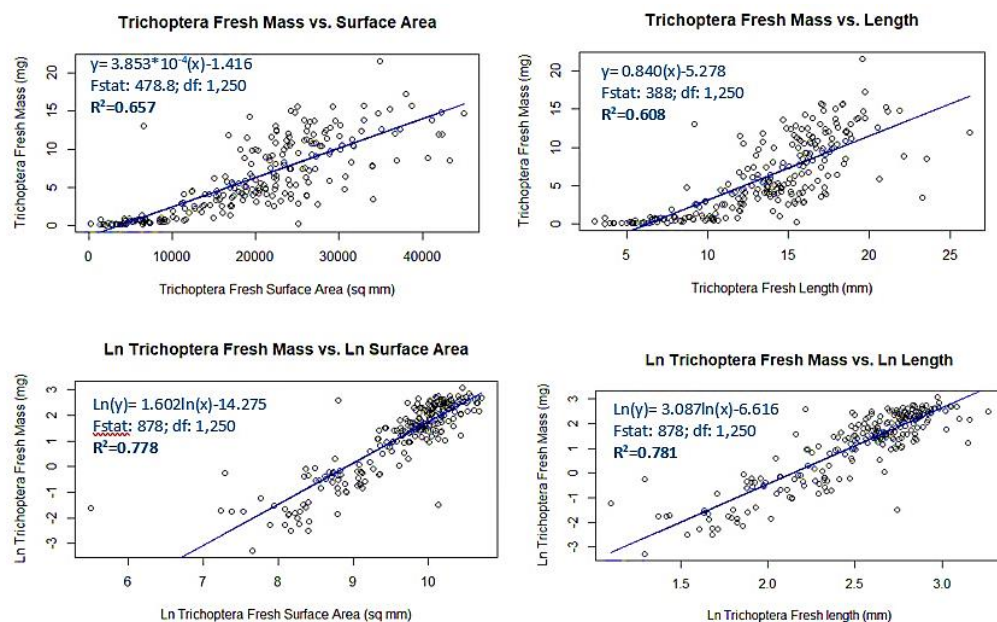 Trichoptera Fresh Mass vs. Surface Area
y= 3.853*10⁻⁴(x)-1.416
Fstat: 478.8; df: 1,250
R²=0.657
Trichoptera Fresh Mass (mg)
20
15
10
5
0
0 10000 20000 30000 40000
Trichoptera Fresh Surface Area (sq mm)
Trichoptera Fresh Mass vs. Length
y= 0.840(x)-5.278
Fstat: 388; df: 1,250
R²=0.608
Trichoptera Fresh Mass (mg)
20
15
10
5
0
5 10 15 20 25
Trichoptera Fresh Length (mm)
Ln Trichoptera Fresh Mass vs. Ln Surface Area
Ln(y)= 1.602ln(x)-14.275
Fstat: 878; df: 1,250
R²=0.778
Ln Trichoptera Fresh Mass (mg)
3
2
1
0
-1
-2
-3
6 7 8 9 10
Ln Trichoptera Fresh Surface Area (sq mm)
Ln Trichoptera Fresh Mass vs. Ln Length
Ln(y)= 3.087ln(x)-6.616
Fstat: 878; df: 1,250
R²=0.781
Ln Trichoptera Fresh Mass (mg)
3
2
1
0
-1
-2
-3
1.5 2.0 2.5 3.0
Ln Trichoptera Fresh length (mm)